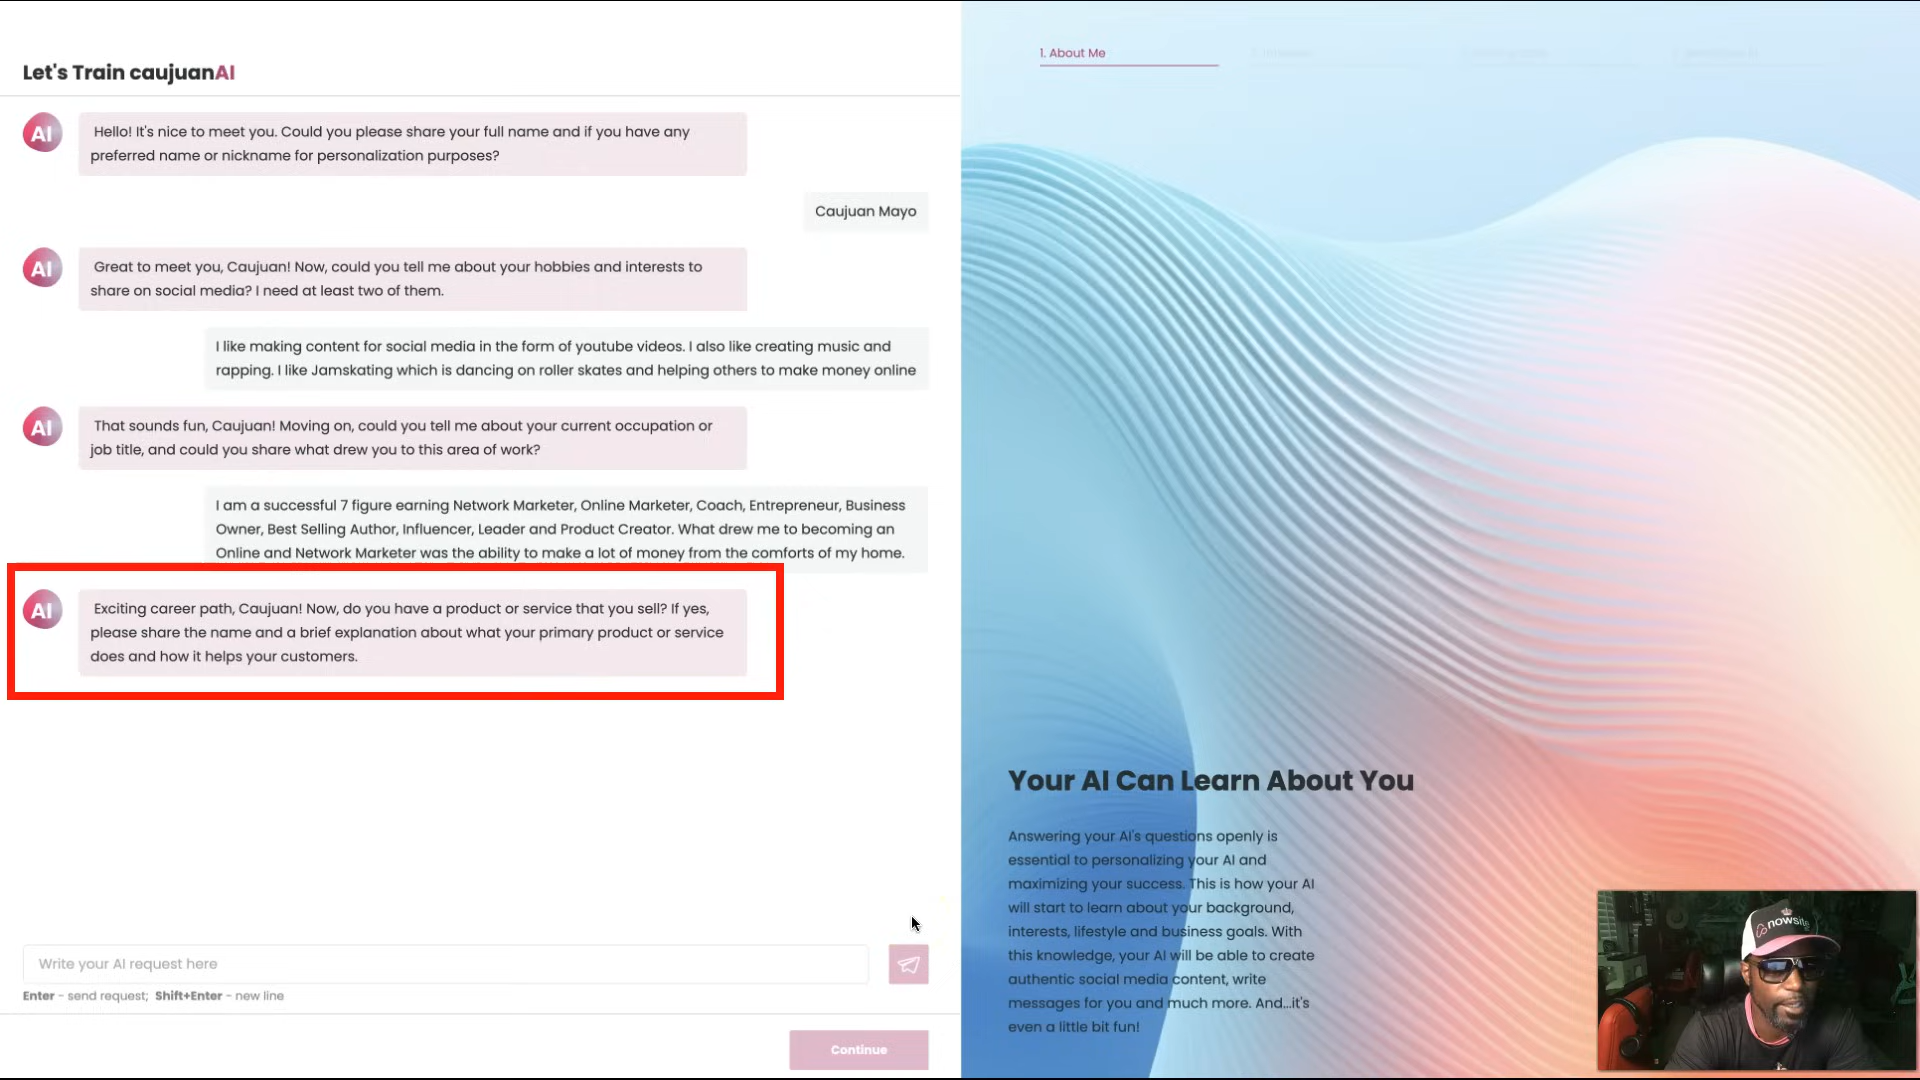 Let's Train caujuanAI
AI
Hello! It's nice to meet you. Could you please share your full name and if you have any
preferred name or nickname for personalization purposes?
Caujuan Mayo
AI
Great to meet you, Caujuan! Now, could you tell me about your hobbies and interests to
share on social media? I need at least two of them.
I like making content for social media in the form of youtube videos. I also like creating music and
rapping. I like Jamskating which is dancing on roller skates and helping others to make money online
AI
That sounds fun, Caujuan! Moving on, could you tell me about your current occupation or
job title, and could you share what drew you to this area of work?
I am a successful 7 figure earning Network Marketer, Online Marketer, Coach, Entrepreneur, Business
Owner, Best Selling Author, Influencer, Leader and Product Creator. What drew me to becoming an
Online and Network Marketer was the ability to make a lot of money from the comforts of my home.
AI
Exciting career path, Caujuan! Now, do you have a product or service that you sell? If yes,
please share the name and a brief explanation about what your primary product or service
does and how it helps your customers.
Write your AI request here
Enter - send request; Shift+Enter - new line
Continue
1. About Me
Your AI Can Learn About You
Answering your AI's questions openly is
essential to personalizing your AI and
maximizing your success. This is how your AI
will start to learn about your background,
interests, lifestyle and business goals. With
this knowledge, your AI will be able to create
authentic social media content, write
messages for you and much more. And...it's
even a little bit fun!
nowsite